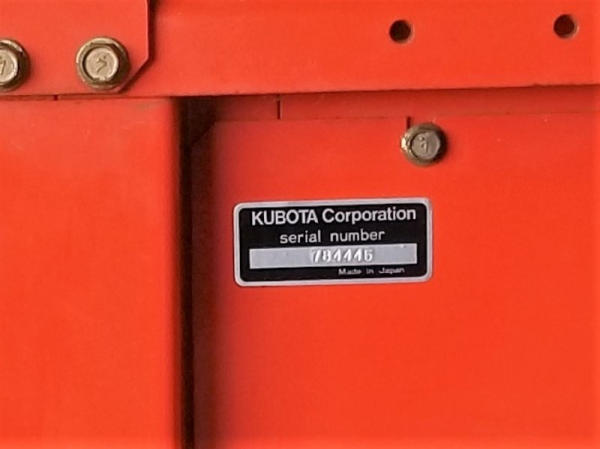 KUBOTA Corporation
serial number
784446
Made in Japan